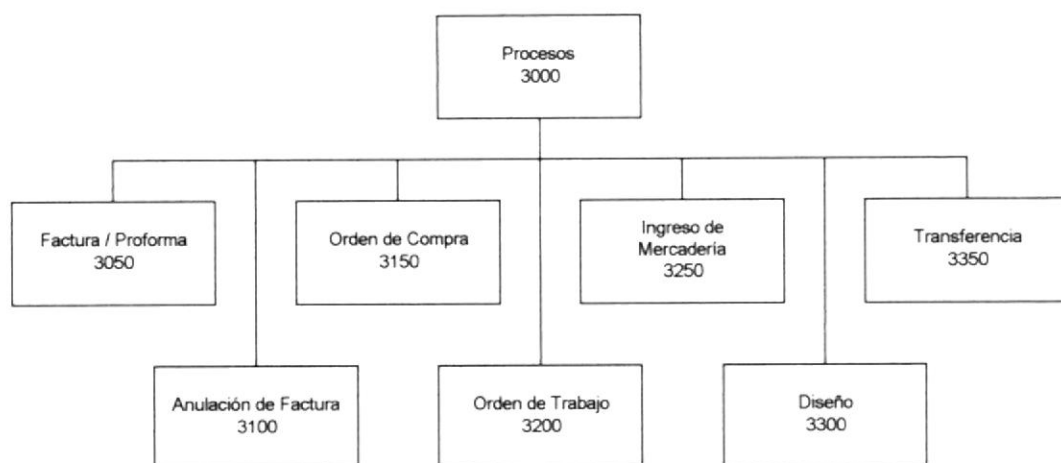 Procesos
3000
Factura / Proforma
3050
Orden de Compra
3150
Ingreso de
Mercadería
3250
Transferencia
3350
Anulación de Factura
3100
Orden de Trabajo
3200
Diseño
3300